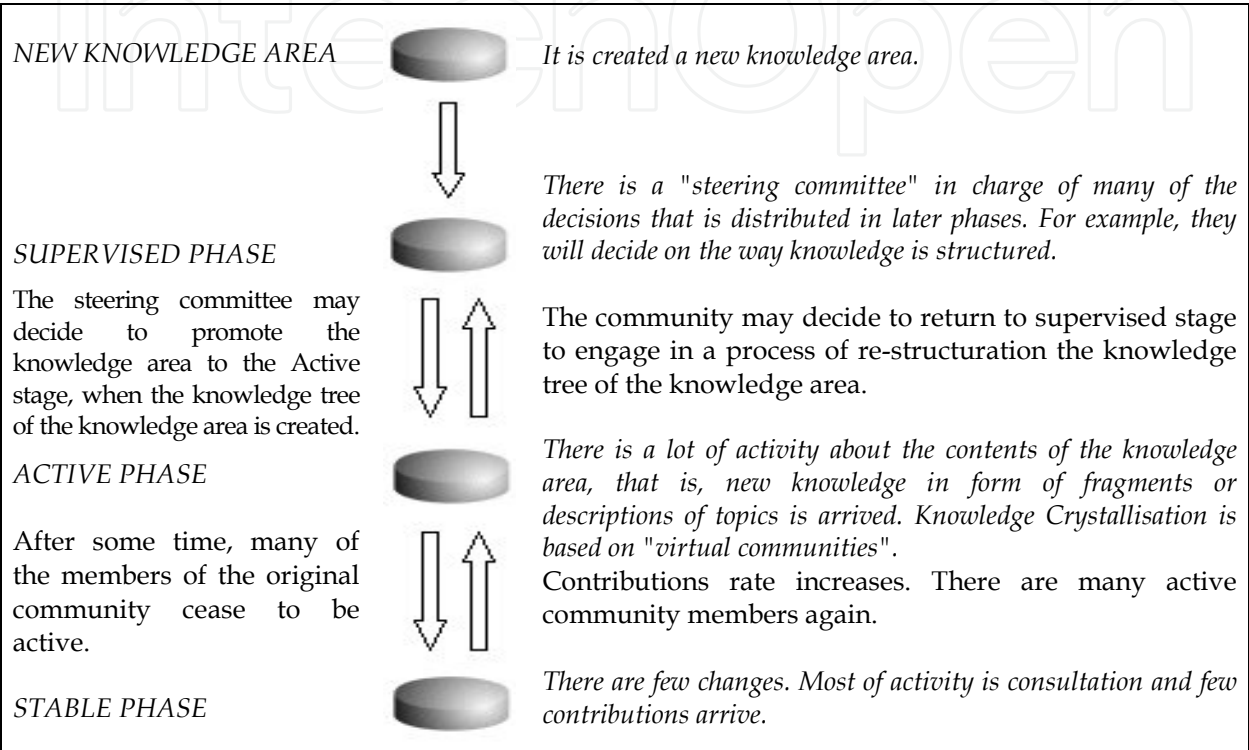 IntechOpen
NEW KNOWLEDGE AREA
It is created a new knowledge area.
There is a "steering committee" in charge of many of the
decisions that is distributed in later phases. For example, they
will decide on the way knowledge is structured.
SUPERVISED PHASE
The steering committee may
decide to promote the
knowledge area to the Active
stage, when the knowledge tree
of the knowledge area is created.
The community may decide to return to supervised stage
to engage in a process of re-structuration the knowledge
tree of the knowledge area.
ACTIVE PHASE
There is a lot of activity about the contents of the knowledge
area, that is, new knowledge in form of fragments or
descriptions of topics is arrived. Knowledge Crystallisation is
based on "virtual communities".
After some time, many of
the members of the original
community cease to be
active.
Contributions rate increases. There are many active
community members again.
STABLE PHASE
There are few changes. Most of activity is consultation and few
contributions arrive.